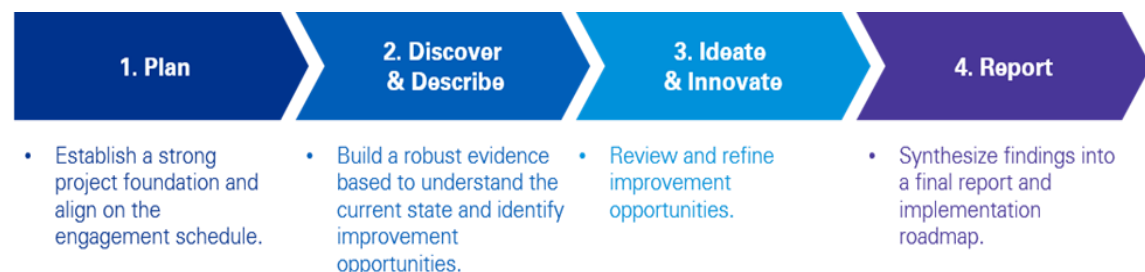 1. Plan
2. Discover
& Describe
3. Ideate
& Innovate
4. Report
• Establish a strong
project foundation and
align on the
engagement schedule.
• Build a robust evidence
based to understand the
current state and identify
improvement
opportunities.
• Review and refine
improvement
opportunities.
• Synthesize findings into
a final report and
implementation
roadmap.